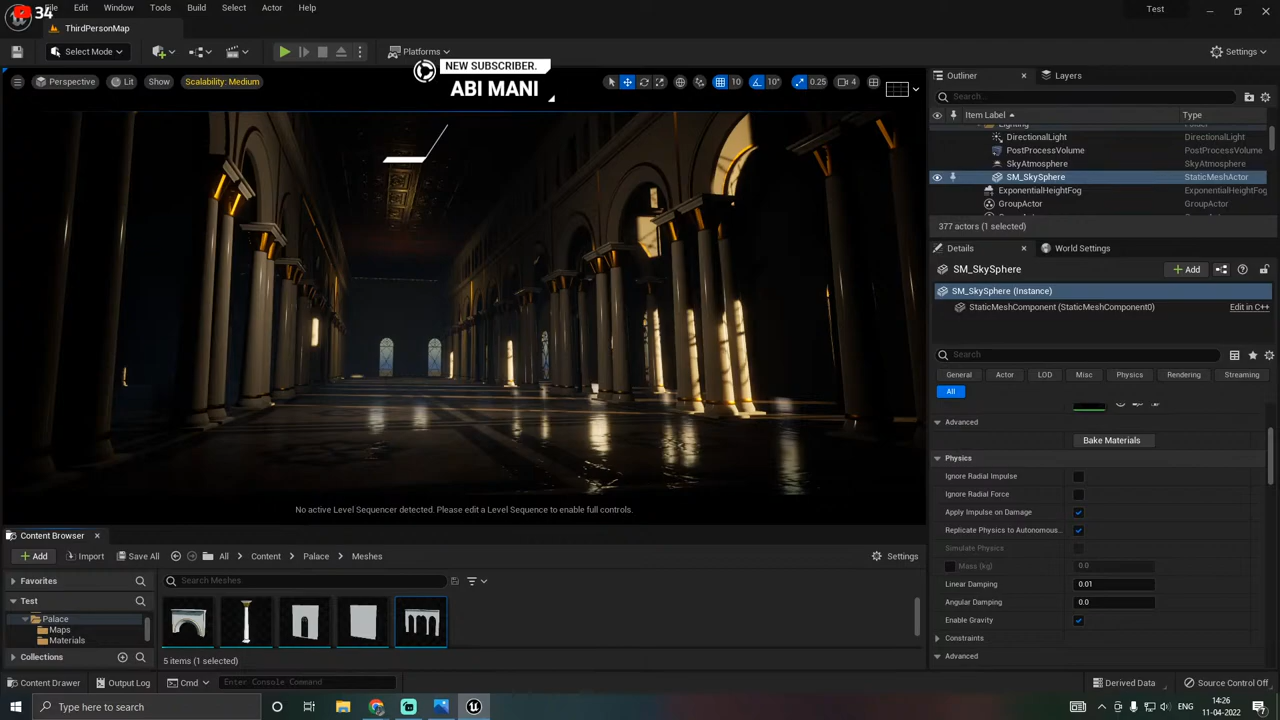 34
File Edit Window Tools Build Select Actor Help
Test
ThirdPersonMap
Select Mode
Platforms
Settings
NEW SUBSCRIBER.
ABI MANI
Perspective Lit Show Scalability: Medium
10 10° 0.25 4
No active Level Sequencer detected. Please edit a Level Sequence to enable full controls.
Outliner Layers
Search...
Item Label Type
Lighting Folder
DirectionalLight DirectionalLight
PostProcessVolume PostProcessVolume
SkyAtmosphere SkyAtmosphere
SM_SkySphere StaticMeshActor
ExponentialHeightFog ExponentialHeightFog
GroupActor GroupActor
377 actors (1 selected)
Details World Settings
SM_SkySphere
Add
SM_SkySphere (Instance)
StaticMeshComponent (StaticMeshComponent0) Edit in C++
Search
General Actor LOD Misc Physics Rendering Streaming
All
Advanced
Bake Materials
Physics
Ignore Radial Impulse
Ignore Radial Force
Apply Impulse on Damage
Replicate Physics to Autonomous...
Simulate Physics
Mass (kg) 0.0
Linear Damping 0.01
Angular Damping 0.0
Enable Gravity
Constraints
Advanced
Content Browser
Add Import Save All All Content Palace Meshes Settings
Favorites
Test
Palace
Maps
Materials
Collections
Search Meshes
5 items (1 selected)
Content Drawer Output Log Cmd Enter Console Command
Derived Data Source Control Off
Type here to search
ENG
14:26
11-04-2022